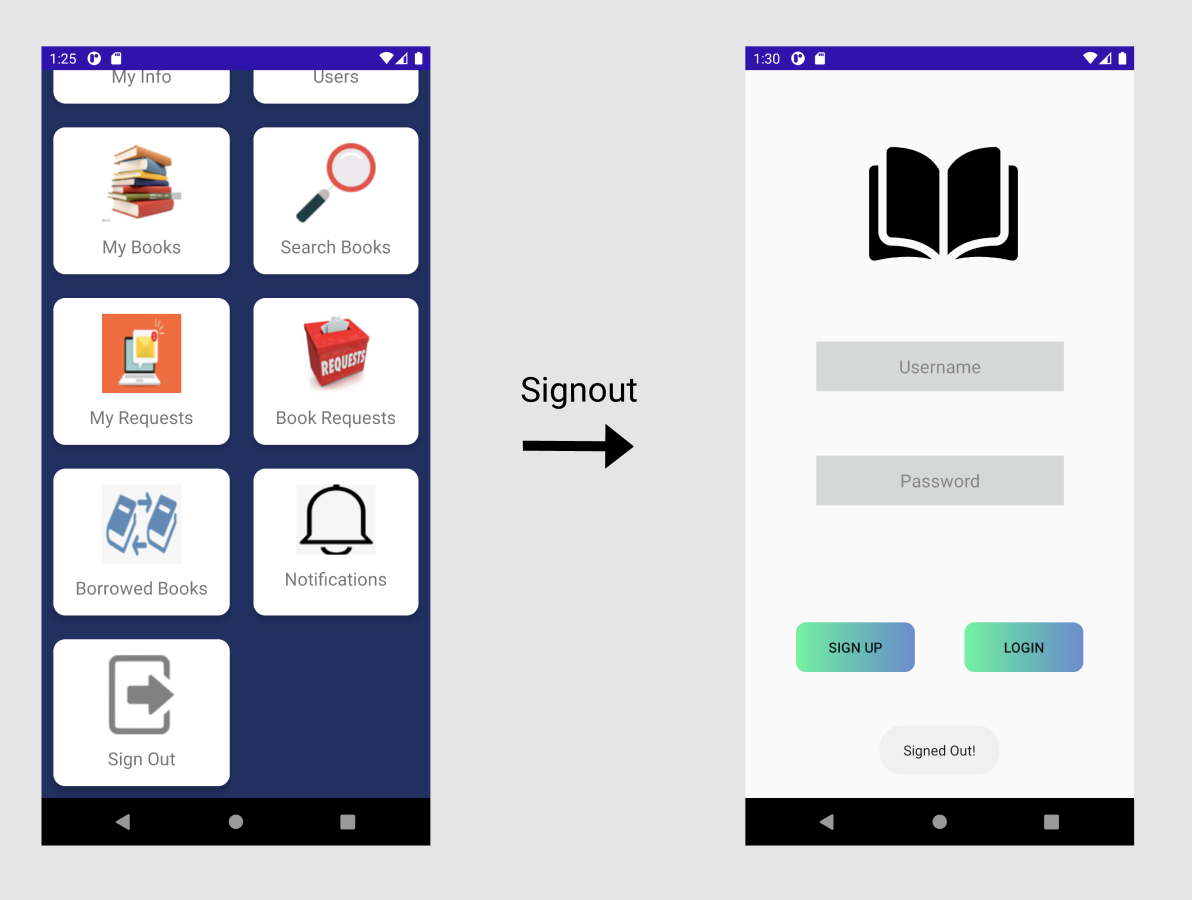 1:25
My Info
Users
My Books
Search Books
My Requests
REQUESTS
Book Requests
Borrowed Books
Notifications
Sign Out
Signout
1:30
Username
Password
SIGN UP
LOGIN
Signed Out!